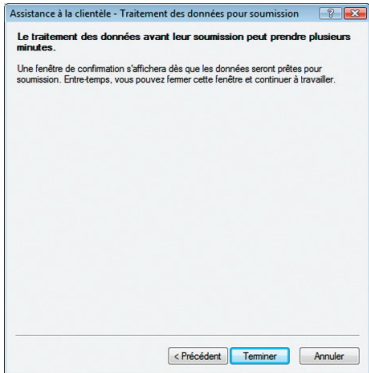 Assistance à la clientèle - Traitement des données pour soumission
Le traitement des données avant leur soumission peut prendre plusieurs
minutes.
Une fenêtre de confirmation s'affichera dès que les données seront prêtes pour
soumission. Entre-temps, vous pouvez fermer cette fenêtre et continuer à travailler.
< Précédent Terminer Annuler